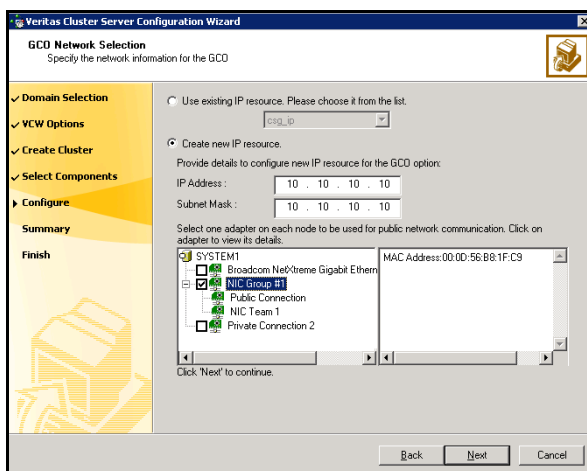 Veritas Cluster Server Configuration Wizard
GCO Network Selection
Specify the network information for the GCO
Domain Selection
VCW Options
Create Cluster
Select Components
Configure
Summary
Finish
Use existing IP resource. Please choose it from the list.
csg_ip
Create new IP resource.
Provide details to configure new IP resource for the GCO option:
IP Address : 10 . 10 . 10 . 10
Subnet Mask : 10 . 10 . 10 . 10
Select one adapter on each node to be used for public network communication. Click on
adapter to view its details.
SYSTEM1
Broadcom NetXtreme Gigabit Ethern
NIC Group #1
Public Connection
NIC Team 1
Private Connection 2
MAC Address:00:0D:56:B8:1F:C9
Click 'Next' to continue.
Back
Next
Cancel